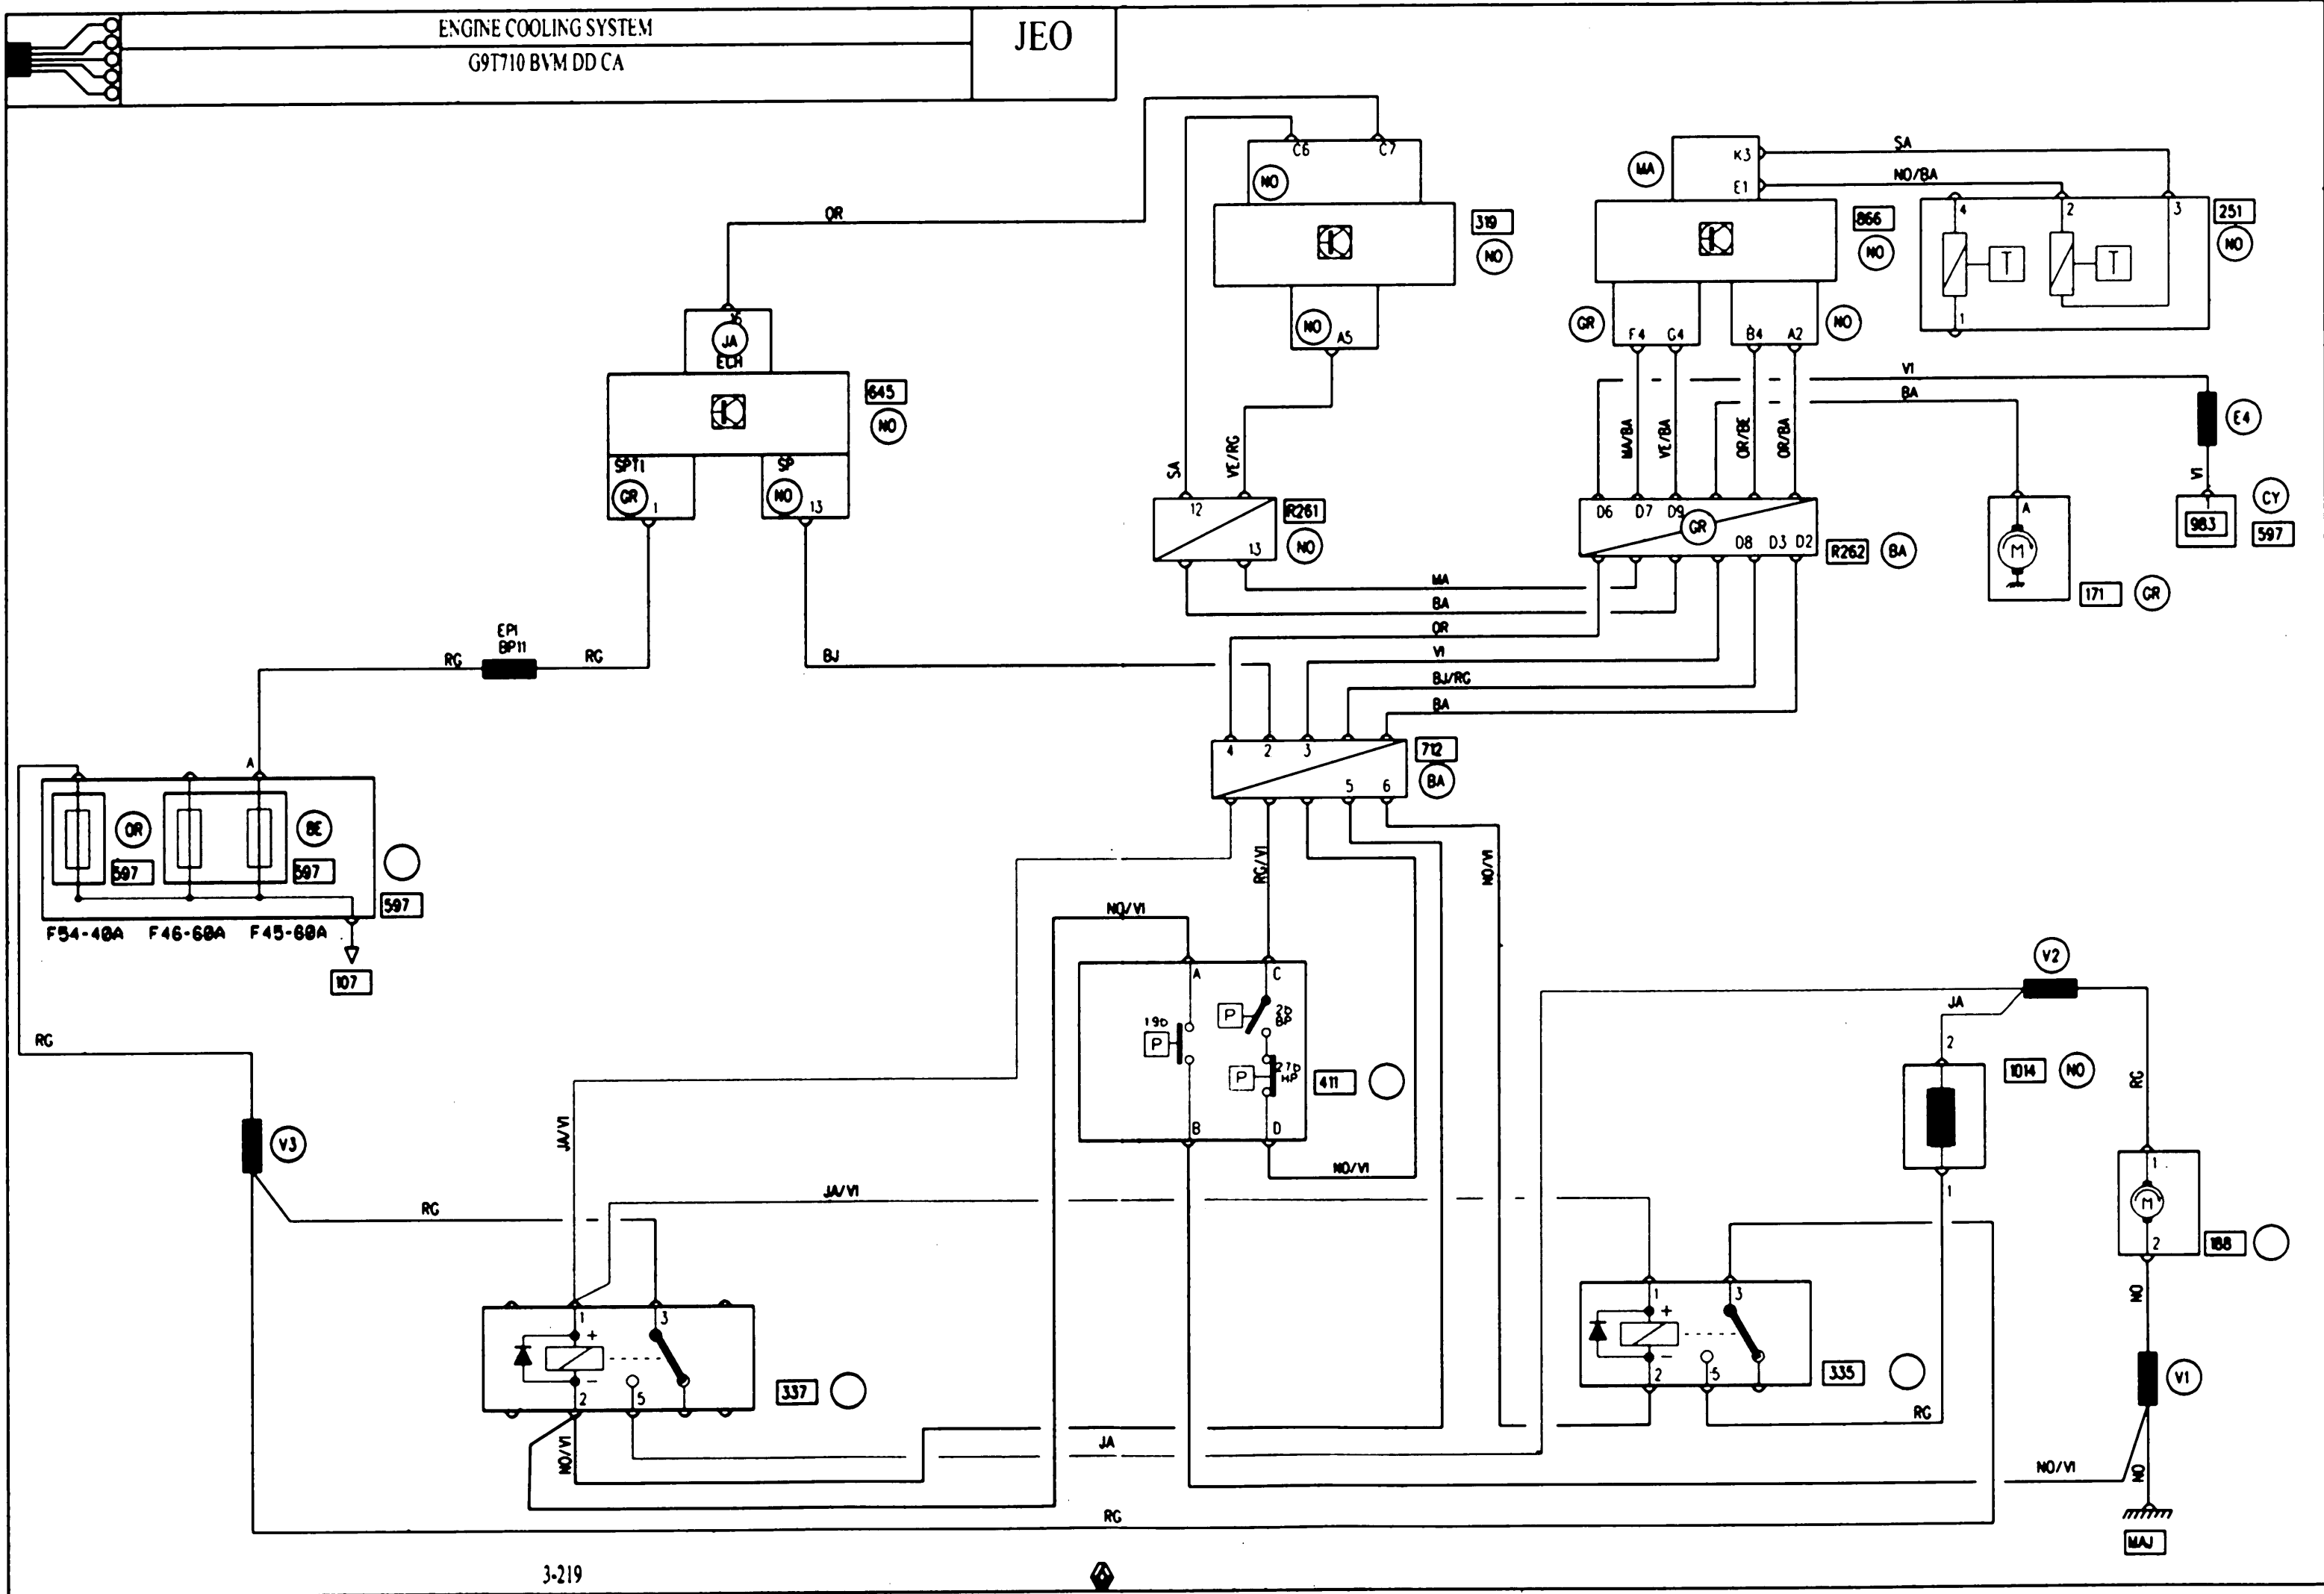 ENGINE COOLING SYSTEM
G9T710 BVM DD CA
JEO
C6
C7
NO
319
NO
NO
A5
MA
K3
E1
SA
NO/BA
866
NO
4
2
3
251
NO
T
T
1
GR
F4
G4
B4
A2
NO
OR
JA
ECH
645
NO
SPT1
GR
1
SP
NO
13
SA
VE/RG
VI
BA
MA/BA
VE/BA
OR/BE
OR/BA
E4
VI
A
M
983
CY
597
171
GR
12
13
R261
NO
D6
D7
D9
GR
D8
D3
D2
R262
BA
MA
BA
OR
VI
BJ/RG
BA
EP1
BP11
RG
RG
BJ
4
2
3
5
6
712
BA
A
OR
597
BE
597
597
F54-40A
F46-60A
F45-60A
107
RG/VI
NO/VI
NO/VI
A
C
19b
P
P
2b
BP
P
27b
HP
B
D
411
NO/VI
V2
JA
2
1014
NO
1
RG
1
M
2
188
RG
V3
JA/VI
JA/VI
RG
1
+
-
2
3
5
337
NO/VI
JA
1
+
-
2
3
5
335
RG
NO
V1
NO/VI
NO
RG
MAJ
3-219